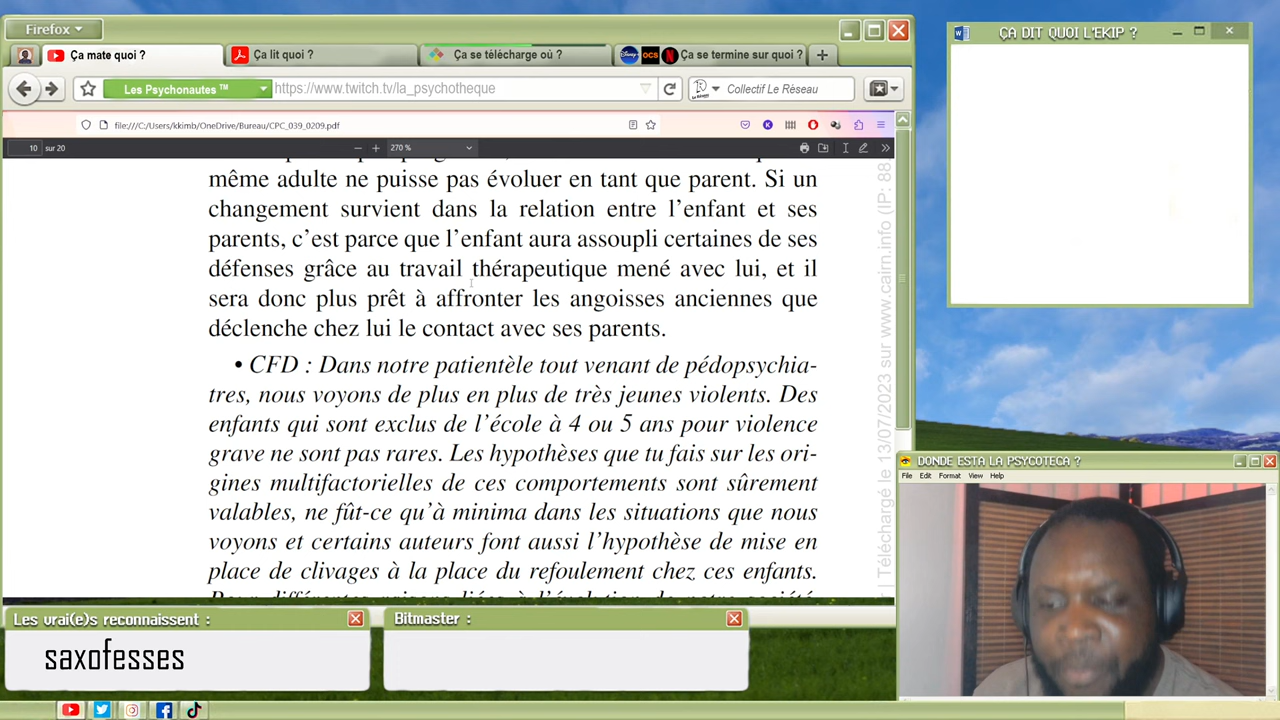 Firefox
Ça mate quoi ?
Ça lit quoi ?
Ça se télécharge où ?
Disney+
OCS
Ça se termine sur quoi ?
Les Psychonautes ™
https://www.twitch.tv/la_psychotheque
Collectif Le Réseau
file:///C:/Users/kkimb/OneDrive/Bureau/CPC_039_0209.pdf
10 sur 20
270 %
même adulte ne puisse pas évoluer en tant que parent. Si un
changement survient dans la relation entre l'enfant et ses
parents, c'est parce que l'enfant aura assoupli certaines de ses
défenses grâce au travail thérapeutique mené avec lui, et il
sera donc plus prêt à affronter les angoisses anciennes que
déclenche chez lui le contact avec ses parents.
• CFD : Dans notre patientèle tout venant de pédopsychia-
tres, nous voyons de plus en plus de très jeunes violents. Des
enfants qui sont exclus de l'école à 4 ou 5 ans pour violence
grave ne sont pas rares. Les hypothèses que tu fais sur les ori-
gines multifactorielles de ces comportements sont sûrement
valables, ne fût-ce qu'à minima dans les situations que nous
voyons et certains auteurs font aussi l'hypothèse de mise en
place de clivages à la place du refoulement chez ces enfants.
| Téléchargé le 13/07/2023 sur www.cairn.info (IP: 88
ÇA DIT QUOI L'EKIP ?
DONDE ESTA LA PSYCOTECA ?
File Edit Format View Help
Les vrai(e)s reconnaissent :
saxofesses
Bitmaster :